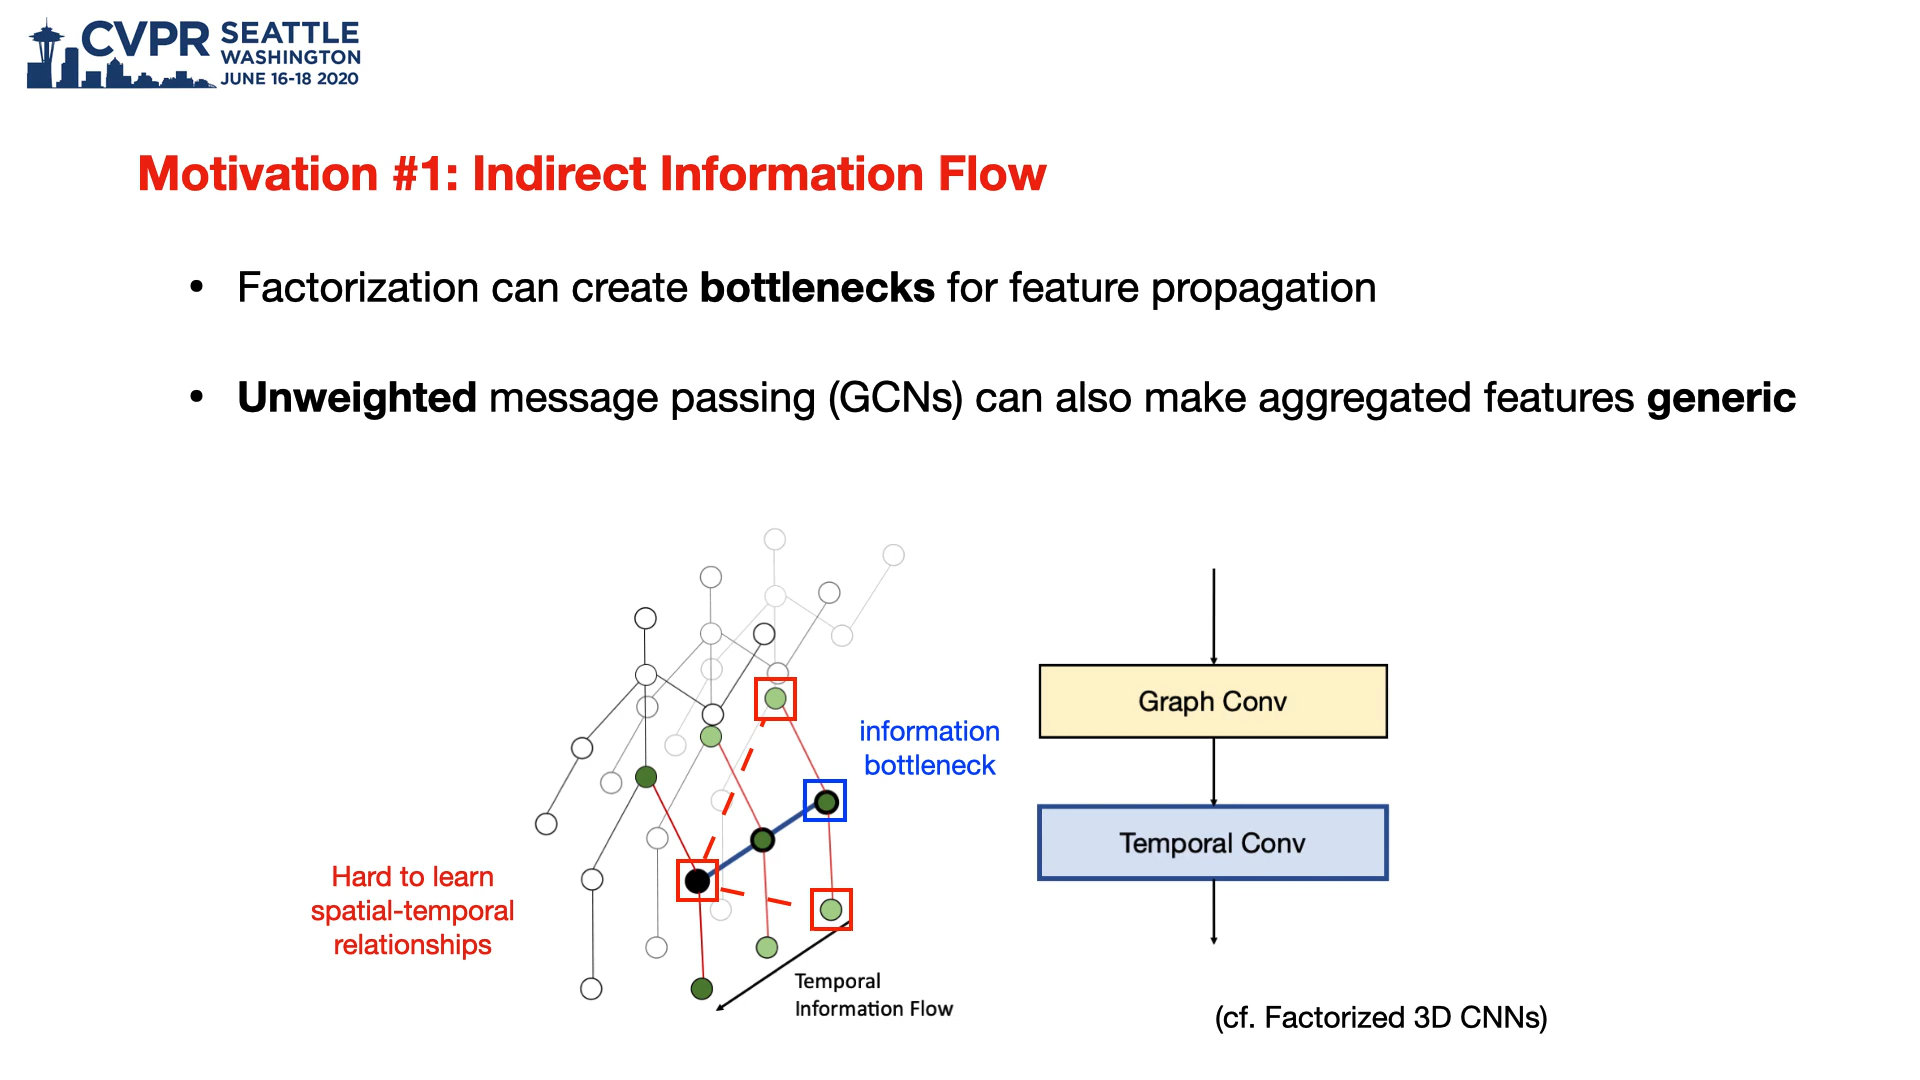 CVPR SEATTLE
WASHINGTON
JUNE 16-18 2020
Motivation #1: Indirect Information Flow
• Factorization can create bottlenecks for feature propagation
• Unweighted message passing (GCNs) can also make aggregated features generic
information
bottleneck
Hard to learn
spatial-temporal
relationships
Temporal
Information Flow
Graph Conv
Temporal Conv
(cf. Factorized 3D CNNs)